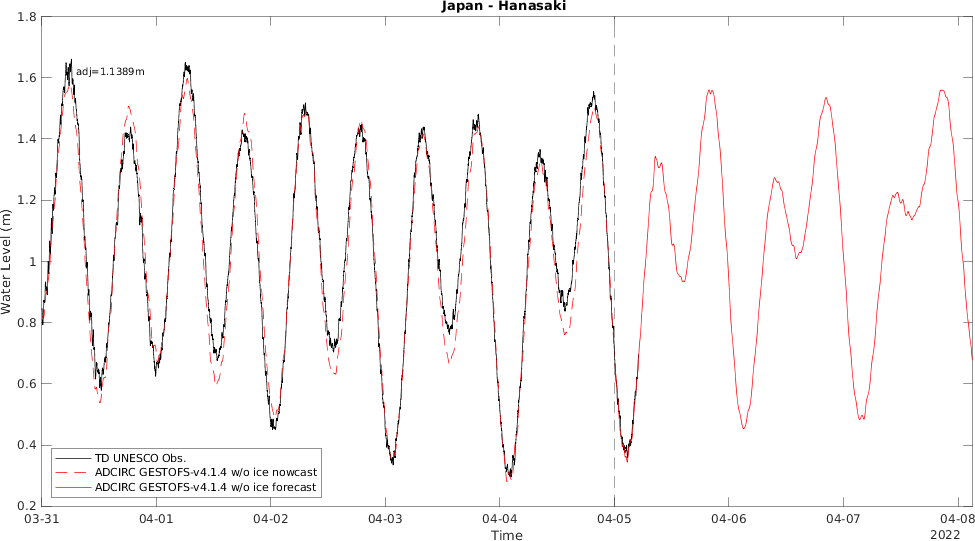 Japan - Hanasaki
1.8
1.6
1.4
1.2
1
0.8
0.6
0.4
0.2
Water Level (m)
adj=1.1389m
TD UNESCO Obs.
ADCIRC GESTOFS-v4.1.4 w/o ice nowcast
ADCIRC GESTOFS-v4.1.4 w/o ice forecast
03-31 04-01 04-02 04-03 04-04 04-05 04-06 04-07 04-08
Time
2022